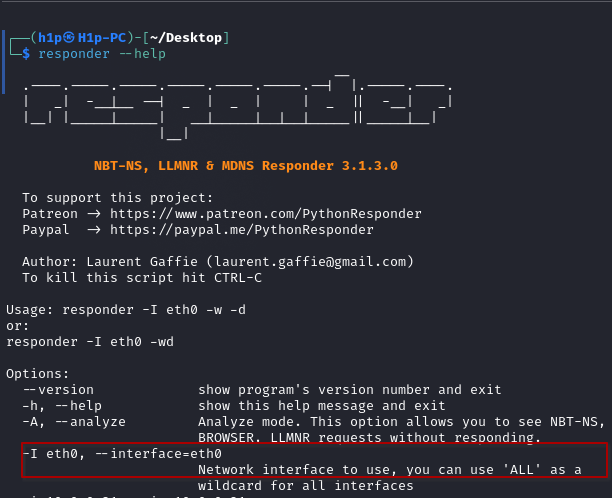 (h1p㉿H1p-PC)-[~/Desktop]
$ responder --help
NBT-NS, LLMNR & MDNS Responder 3.1.3.0
To support this project:
Patreon -> https://www.patreon.com/PythonResponder
Paypal  -> https://paypal.me/PythonResponder
Author: Laurent Gaffie (laurent.gaffie@gmail.com)
To kill this script hit CTRL-C
Usage: responder -I eth0 -w -d
or:
responder -I eth0 -wd
Options:
--version             show program's version number and exit
-h, --help            show this help message and exit
-A, --analyze         Analyze mode. This option allows you to see NBT-NS,
BROWSER, LLMNR requests without responding.
-I eth0, --interface=eth0
Network interface to use, you can use 'ALL' as a
wildcard for all interfaces